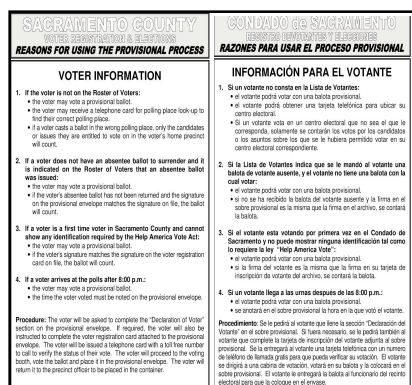 SACRAMENTO COUNTY
VOTER REGISTRATION & ELECTIONS
REASONS FOR USING THE PROVISIONAL PROCESS
VOTER INFORMATION
1. If the voter is not on the Roster of Voters:
• the voter may vote a provisional ballot.
• the voter may receive a telephone card for polling place look-up to
find their correct polling place.
• if a voter casts a ballot in the wrong polling place, only the candidates
or issues they are entitled to vote on in the voter's home precinct
will count.
2. If a voter does not have an absentee ballot to surrender and it
is indicated on the Roster of Voters that an absentee ballot
was issued:
• the voter may vote a provisional ballot.
• if the voter's absentee ballot has not been returned and the signature
on the provisional envelope matches the signature on file, the ballot
will count.
3. If a voter is a first time voter in Sacramento County and cannot
show any identification required by the Help America Vote Act:
• the voter may vote a provisional ballot.
• if the voter's signature matches the signature on the voter registration
card on file, the ballot will count.
4. If a voter arrives at the polls after 8:00 p.m.:
• the voter may vote a provisional ballot.
• the time the voter voted must be noted on the provisional envelope.
Procedure: The voter will be asked to complete the "Declaration of Voter"
section on the provisional envelope. If required, the voter will also be
instructed to complete the voter registration card attached to the provisional
envelope. The voter will be issued a telephone card with a toll free number
to call to verify the status of their vote. The voter will proceed to the voting
booth, vote the ballot and place it in the provisional envelope. The voter will
return it to the precinct officer to be placed in the container.
CONDADO de SACRAMENTO
REGISTRO DEVOTANTES Y ELECCIONES
RAZONES PARA USAR EL PROCESO PROVISIONAL
INFORMACIÓN PARA EL VOTANTE
1. Si un votante no consta en la Lista de Votantes:
• el votante podrá votar con una balota provisional.
• el votante podrá obtener una tarjeta telefónica para ubicar su
centro electoral.
• Si un votante vota en un centro electoral que no sea el que le
corresponda, solamente se contarán los votos por los candidatos
o los asuntos sobre los que se le hubiera permitido votar en su
centro electoral correspondiente.
2. Si la Lista de Votantes indica que se le mandó al votante una
balota de votante ausente, y el votante no tiene una balota con la
cual votar:
• el votante podrá votar con una balota provisional.
• si no se ha recibido la balota del votante ausente y la firma en el
sobre provisional es la misma que la firma en el archivo, se contará
la balota.
3. Si el votante esta votando por primera vez en el Condado de
Sacramento y no puede mostrar ninguna identificación tal como
lo requiere la ley "Help America Vote":
• el votante podrá votar con una balota provisional.
• si la firma del votante es la misma que la firma en su tarjeta de
inscripción de votante del archivo, se contará la balota.
4. Si un votante llega a las urnas después de las 8:00 p.m.:
• el votante podrá votar con una balota provisional.
• se anotará en el sobre provisional la hora en la que votó el votante.
Procedimiento: Se le pedirá al votante que llene la sección "Declaración del
Votante" en el sobre provisional. Si fuera necesario, se le pedirá también al
votante que complete la tarjeta de inscripción del votante adjunta al sobre
provisional. Se le entregará al votante una tarjeta telefónica con un numero
de teléfono de llamada gratis para que pueda verificar su votación. El votante
se dirigirá a una cabina de votación, votará en su balota y la colocará en el
sobre provisional. El votante le entregará la balota al funcionario del recinto
electoral para que la coloque en el envase.